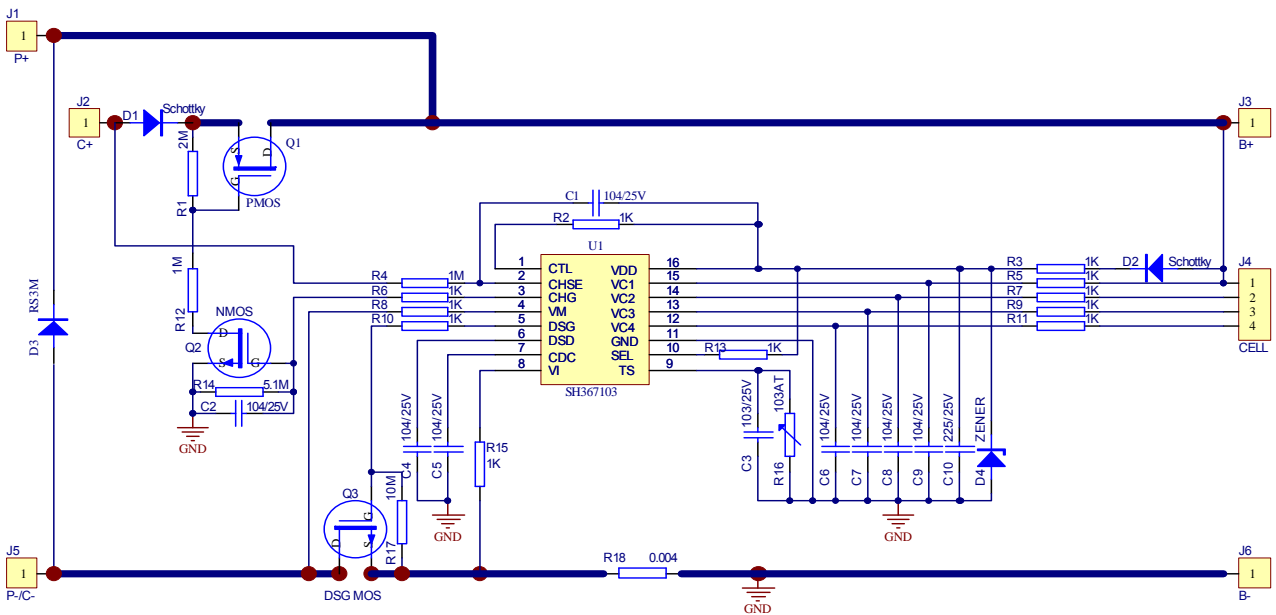 J1
1
P+
J2
1
C+
D1
Schottky
2M
R1
S
D
G
Q1
PMOS
J3
1
B+
C1
104/25V
R2
1K
U1
1
CTL
2
CHSE
3
CHG
4
VM
5
DSG
6
DSD
7
CDC
8
VI
16
VDD
15
VC1
14
VC2
13
VC3
12
VC4
11
GND
10
SEL
9
TS
SH367103
R4
1M
R6
1K
R8
1K
R10
1K
R3
1K
R5
1K
R7
1K
R9
1K
R11
1K
D2
Schottky
J4
1
2
3
4
CELL
RS3M
D3
1M
R12
NMOS
D
S
G
Q2
R14
5.1M
C2
104/25V
GND
R13
1K
104/25V
C4
104/25V
C5
R15
1K
GND
103/25V
C3
103AT
R16
104/25V
C6
104/25V
C7
104/25V
C8
104/25V
C9
225/25V
C10
ZENER
D4
GND
Q3
G
D
S
10M
R17
DSG MOS
J5
1
P-/C-
R18
0.004
GND
J6
1
B-